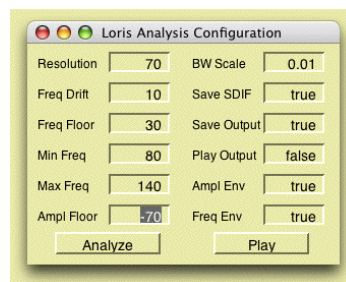 Loris Analysis Configuration
Resolution 70 BW Scale 0.01
Freq Drift 10 Save SDIF true
Freq Floor 30 Save Output true
Min Freq 80 Play Output false
Max Freq 140 Ampl Env true
Ampl Floor -70 Freq Env true
Analyze Play